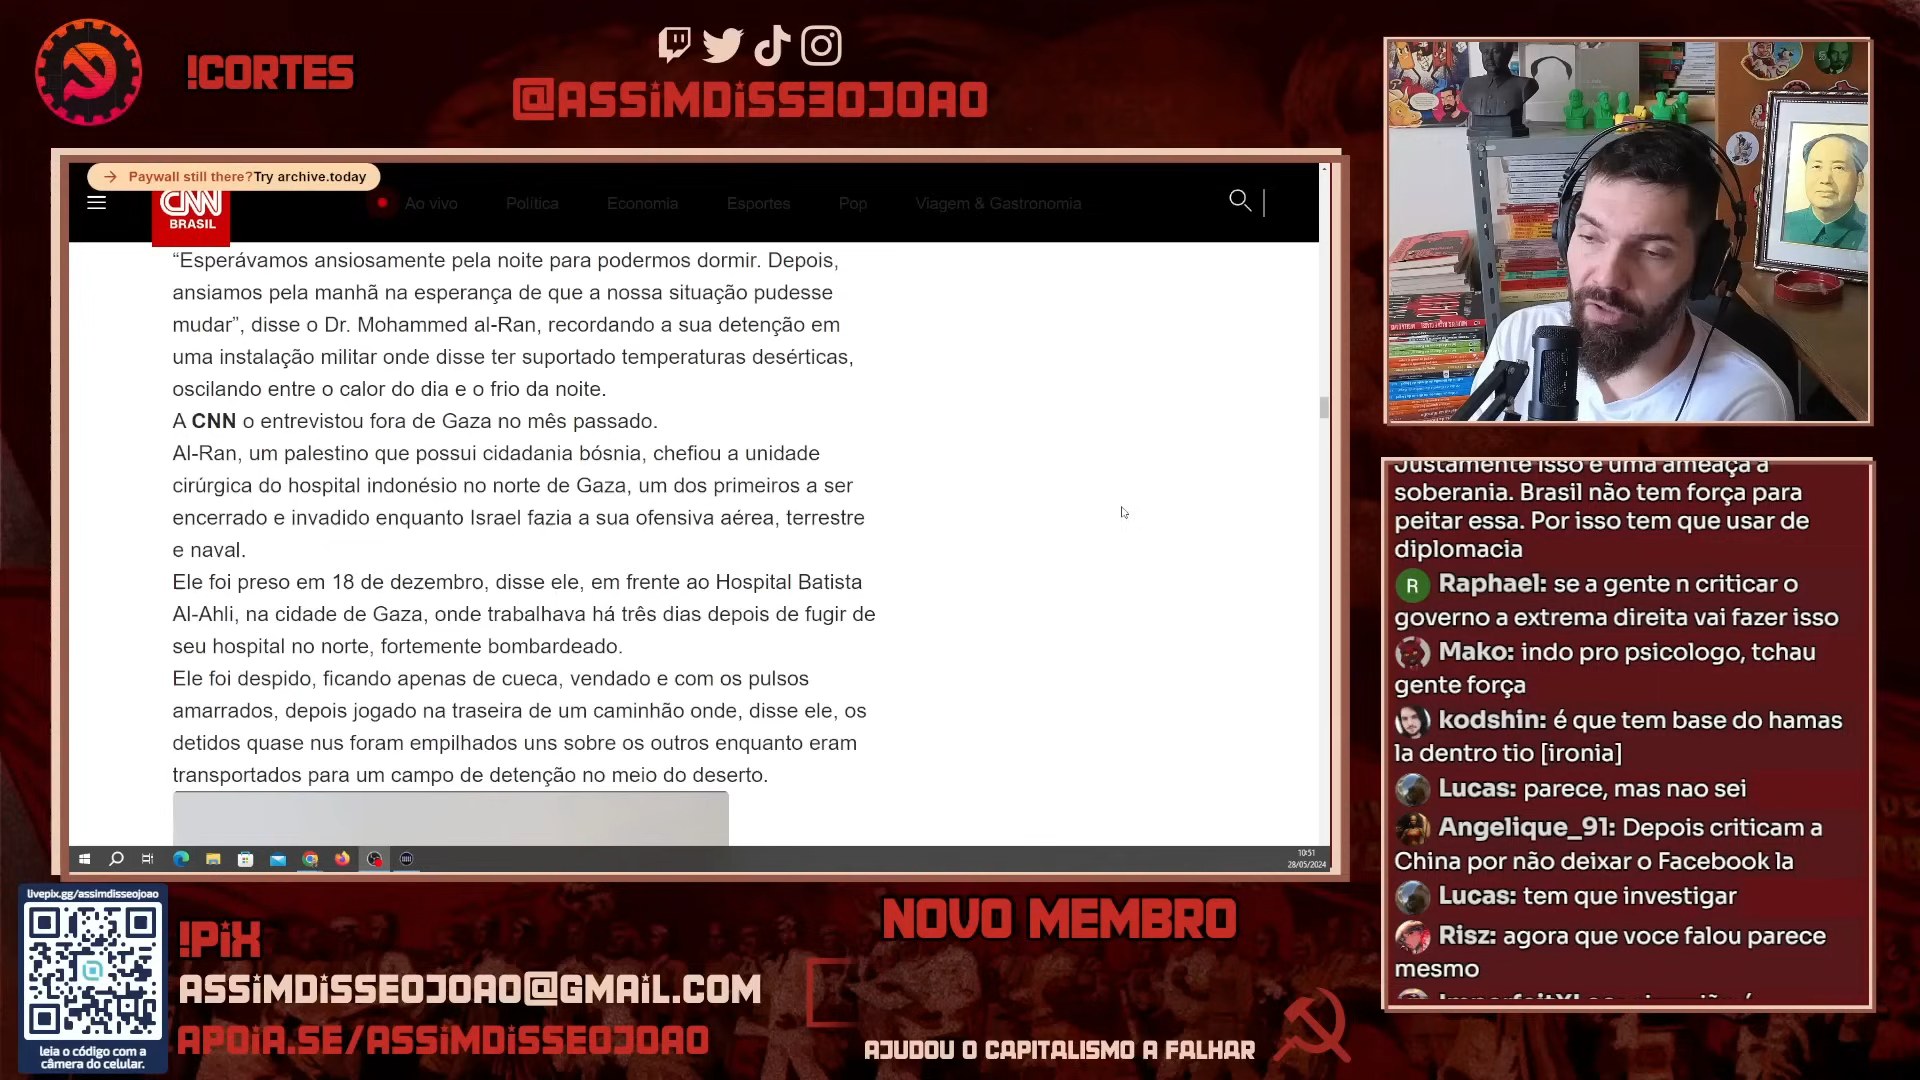 !CORTES
@ASSIMDISSEOJOAO
→ Paywall still there? Try archive.today
CNN
BRASIL
Ao vivo
Política
Economia
Esportes
Pop
Viagem & Gastronomia
“Esperávamos ansiosamente pela noite para podermos dormir. Depois,
ansiamos pela manhã na esperança de que a nossa situação pudesse
mudar”, disse o Dr. Mohammed al-Ran, recordando a sua detenção em
uma instalação militar onde disse ter suportado temperaturas desérticas,
oscilando entre o calor do dia e o frio da noite.
A CNN o entrevistou fora de Gaza no mês passado.
Al-Ran, um palestino que possui cidadania bósnia, chefiou a unidade
cirúrgica do hospital indonésio no norte de Gaza, um dos primeiros a ser
encerrado e invadido enquanto Israel fazia a sua ofensiva aérea, terrestre
e naval.
Ele foi preso em 18 de dezembro, disse ele, em frente ao Hospital Batista
Al-Ahli, na cidade de Gaza, onde trabalhava há três dias depois de fugir de
seu hospital no norte, fortemente bombardeado.
Ele foi despido, ficando apenas de cueca, vendado e com os pulsos
amarrados, depois jogado na traseira de um caminhão onde, disse ele, os
detidos quase nus foram empilhados uns sobre os outros enquanto eram
transportados para um campo de detenção no meio do deserto.
10:51
28/05/2024
Justamente isso é uma ameaça a
soberania. Brasil não tem força para
peitar essa. Por isso tem que usar de
diplomacia
R Raphael: se a gente n criticar o
governo a extrema direita vai fazer isso
Mako: indo pro psicologo, tchau
gente força
kodshin: é que tem base do hamas
la dentro tio [ironia]
Lucas: parece, mas nao sei
Angelique_91: Depois criticam a
China por não deixar o Facebook la
Lucas: tem que investigar
Risz: agora que voce falou parece
mesmo
livepix.gg/assimdisseojoao
leia o código com a
câmera do celular.
!PIX
ASSIMDISSEOJOAO@GMAIL.COM
APOIA.SE/ASSIMDISSEOJOAO
NOVO MEMBRO
AJUDOU O CAPITALISMO A FALHAR